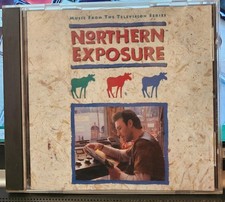 MUSIC FROM THE TELEVISION SERIES
NORTHERN
EXPOSURE